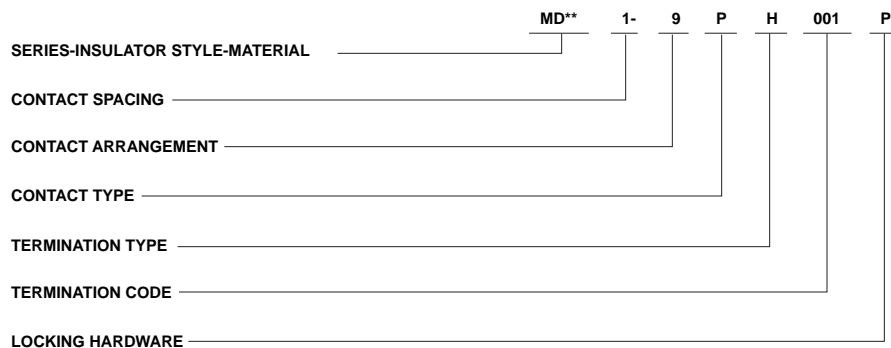 MD** 1- 9 P H 001 P
SERIES-INSULATOR STYLE-MATERIAL
CONTACT SPACING
CONTACT ARRANGEMENT
CONTACT TYPE
TERMINATION TYPE
TERMINATION CODE
LOCKING HARDWARE